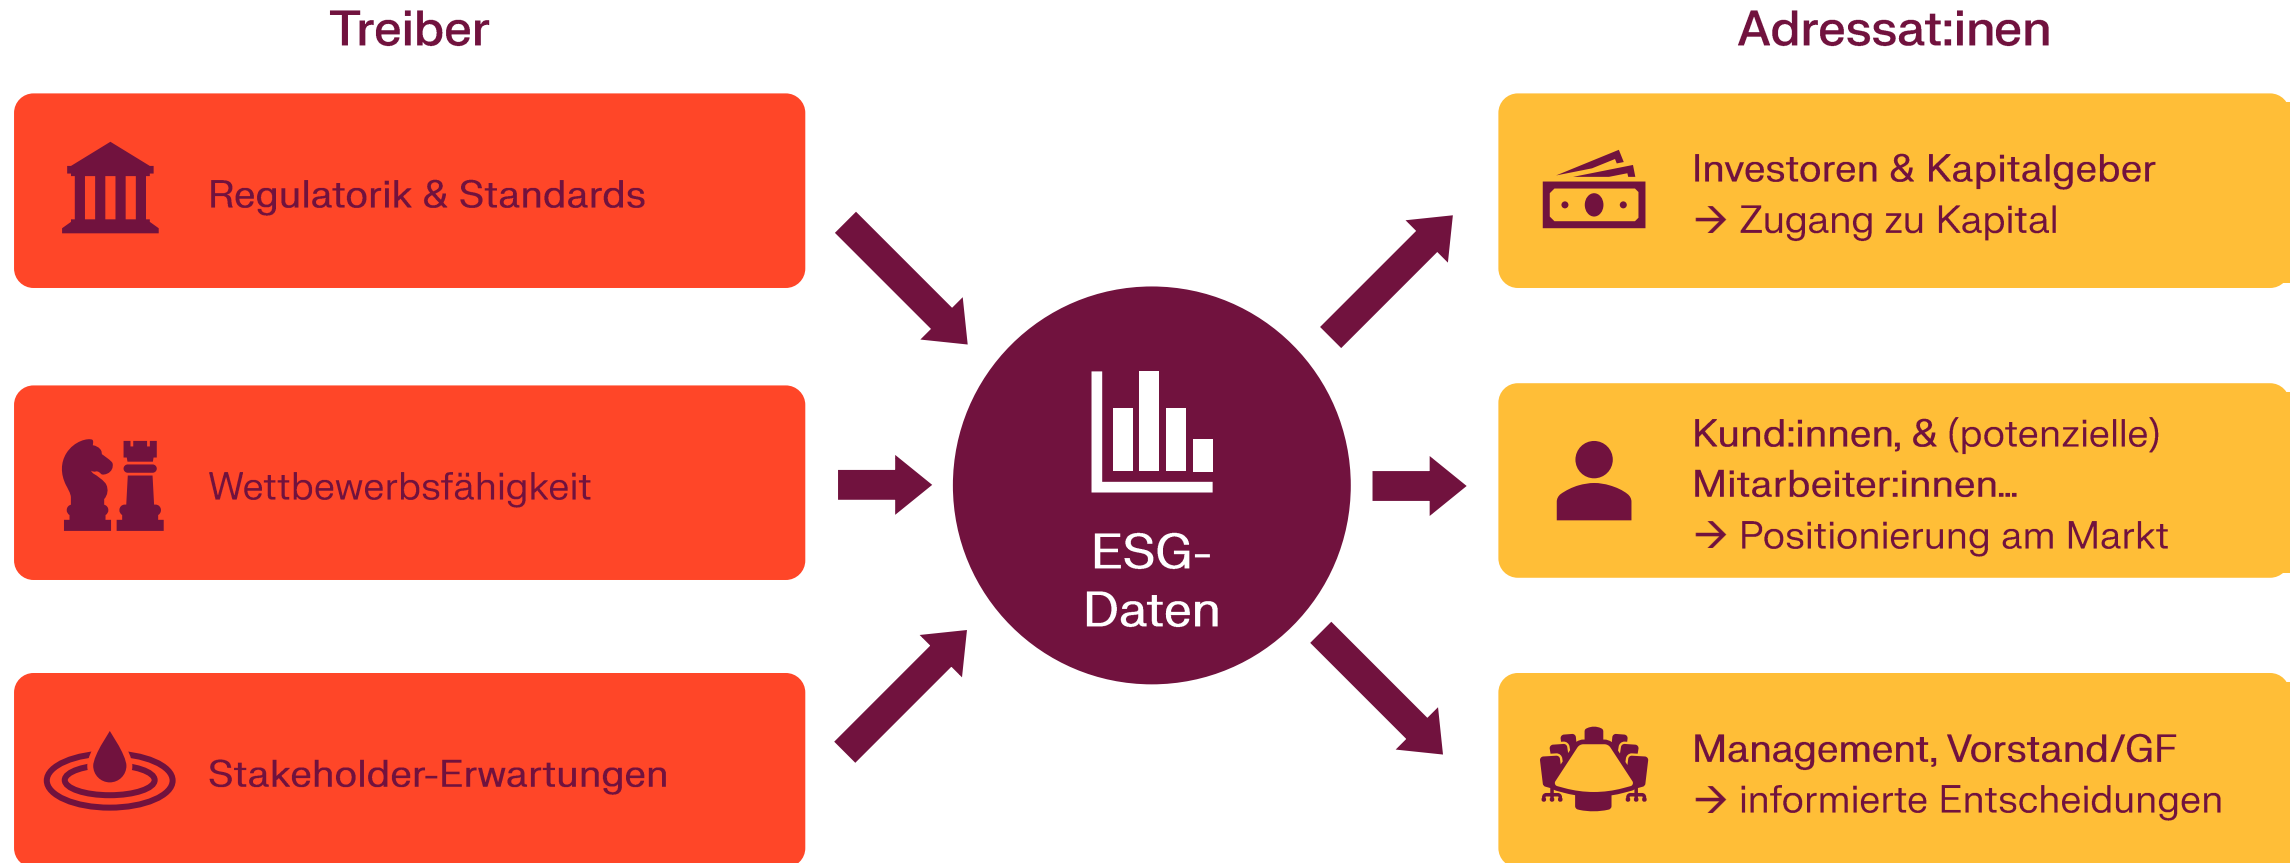 Treiber
Adressat:inen
Regulatorik & Standards
Wettbewerbsfähigkeit
Stakeholder-Erwartungen
ESG-
Daten
Investoren & Kapitalgeber
→ Zugang zu Kapital
Kund:innen, & (potenzielle)
Mitarbeiter:innen...
→ Positionierung am Markt
Management, Vorstand/GF
→ informierte Entscheidungen